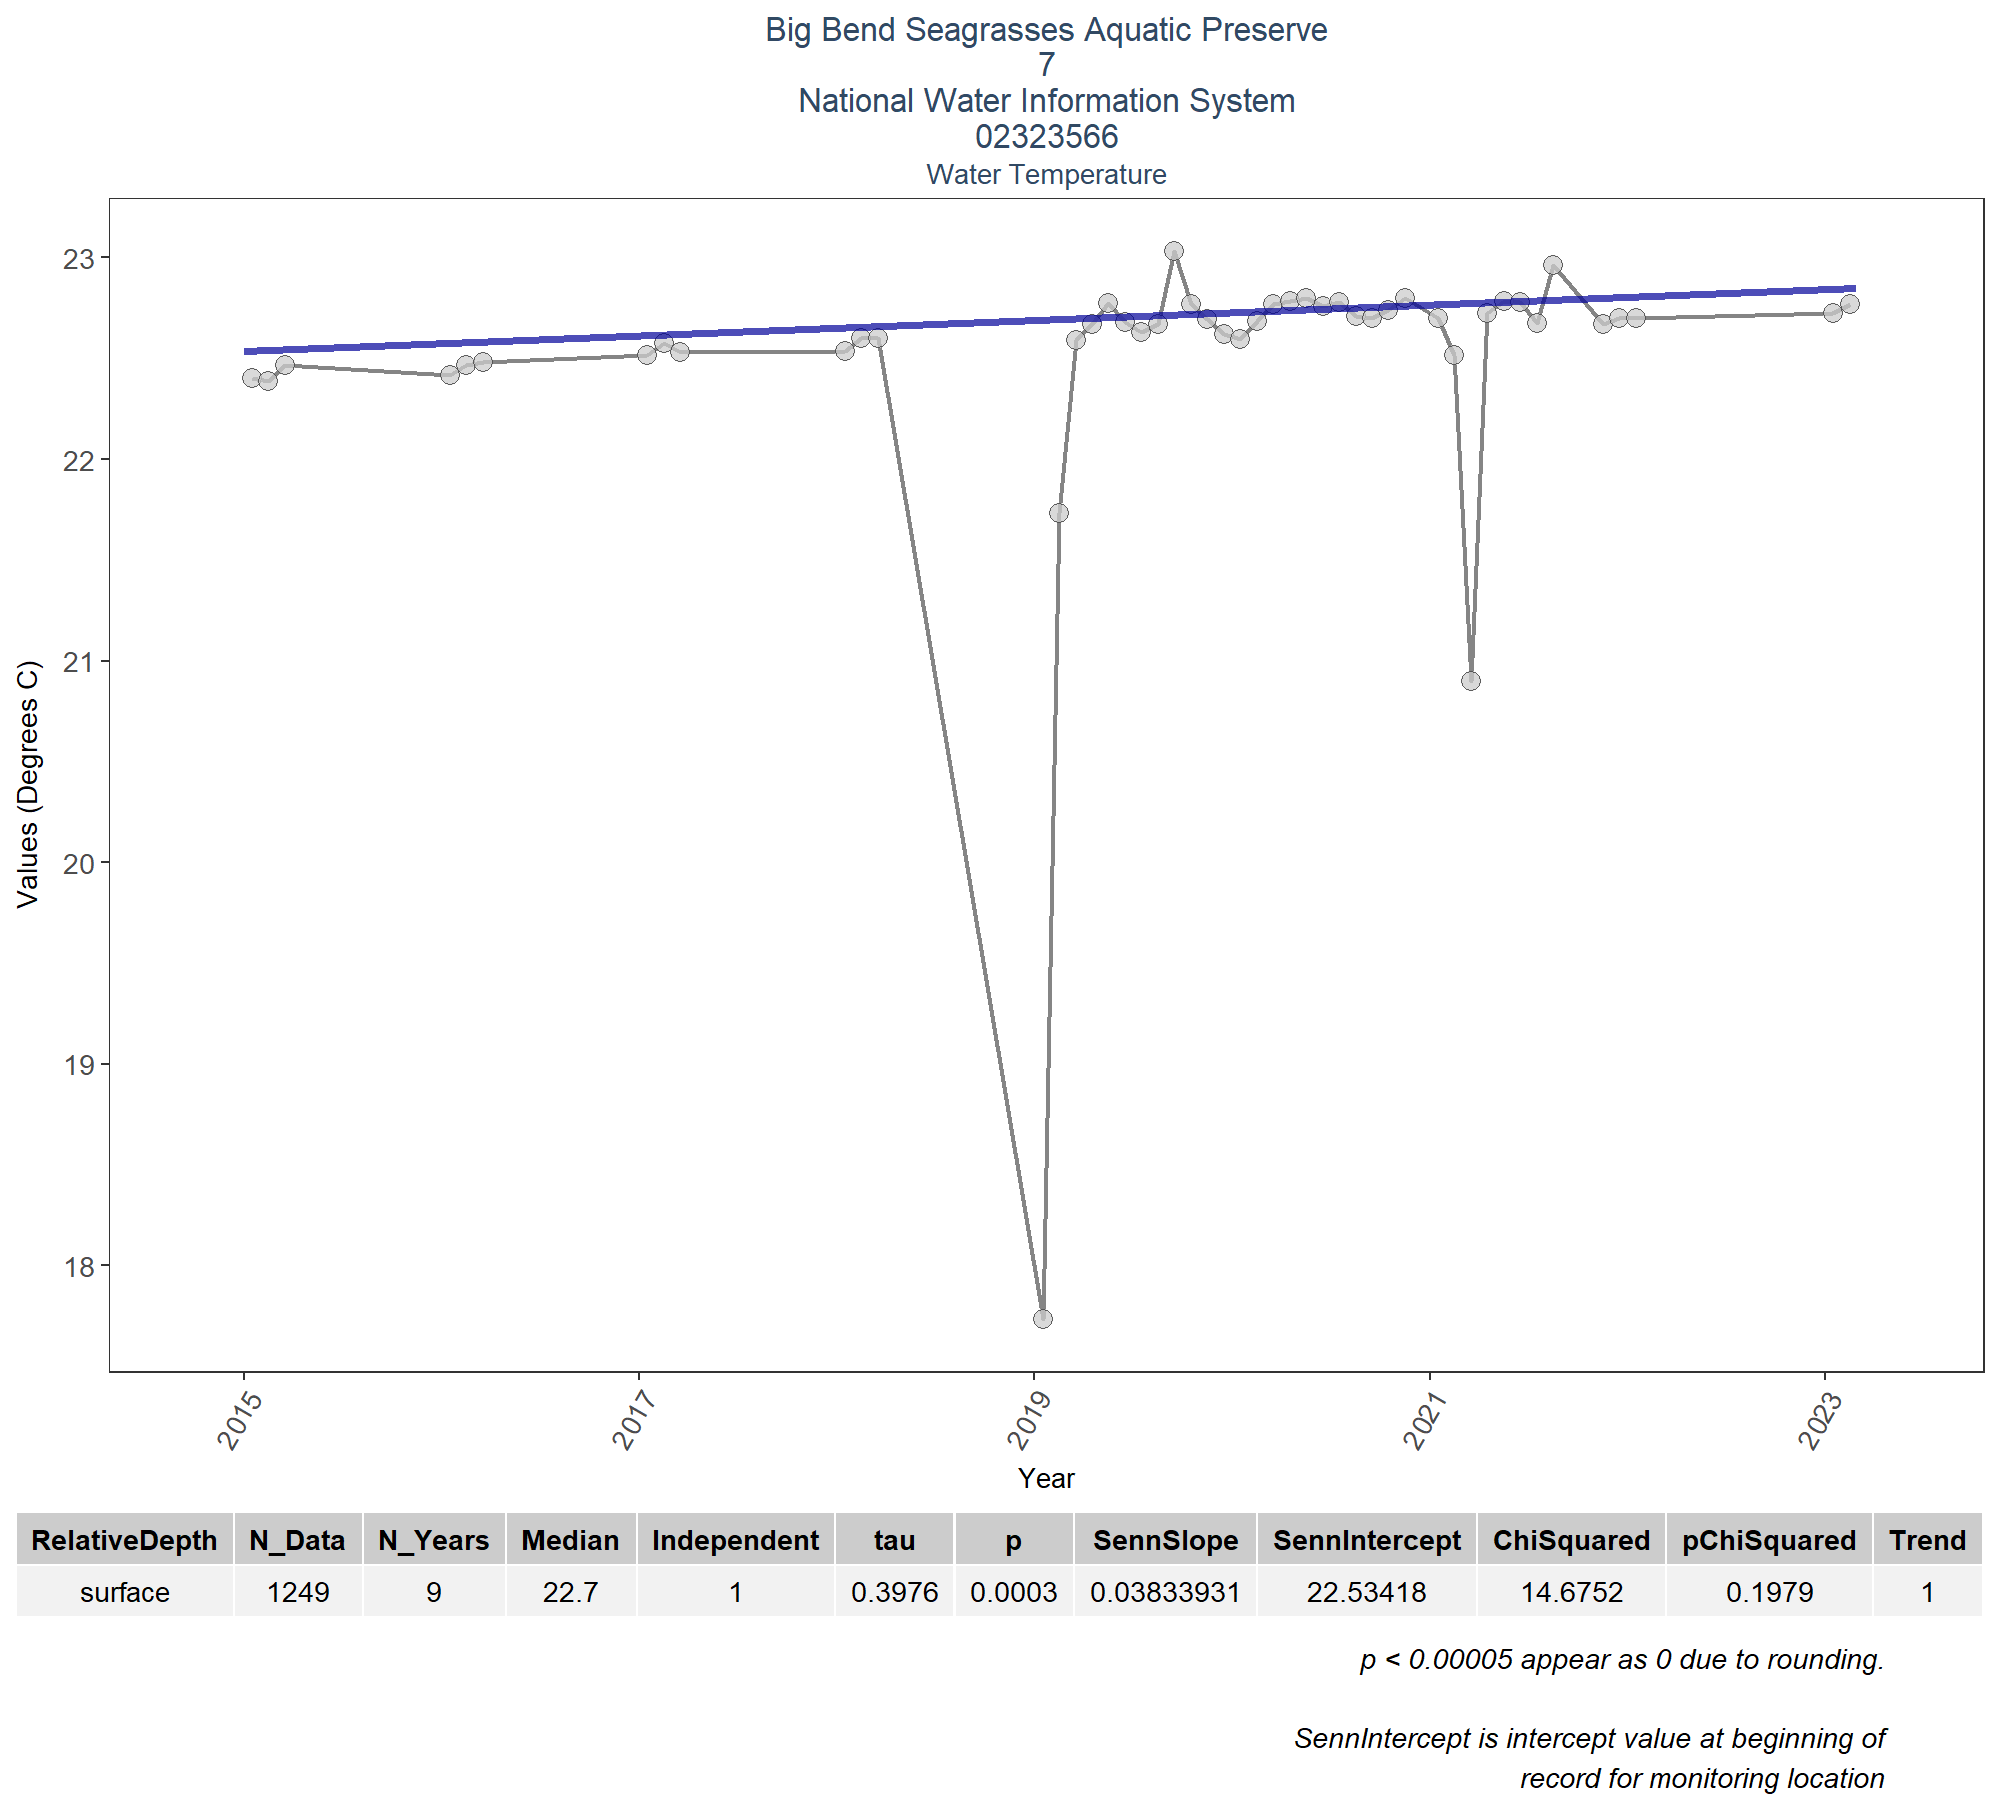 Big Bend Seagrasses Aquatic Preserve
7
National Water Information System
02323566
Water Temperature
Values (Degrees C)
23
22
21
20
19
18
2015 2017 2019 2021 2023
Year
RelativeDepth N_Data N_Years Median Independent tau p SennSlope SennIntercept ChiSquared pChiSquared Trend
surface 1249 9 22.7 1 0.3976 0.0003 0.03833931 22.53418 14.6752 0.1979 1
p < 0.00005 appear as 0 due to rounding.
SennIntercept is intercept value at beginning of
record for monitoring location